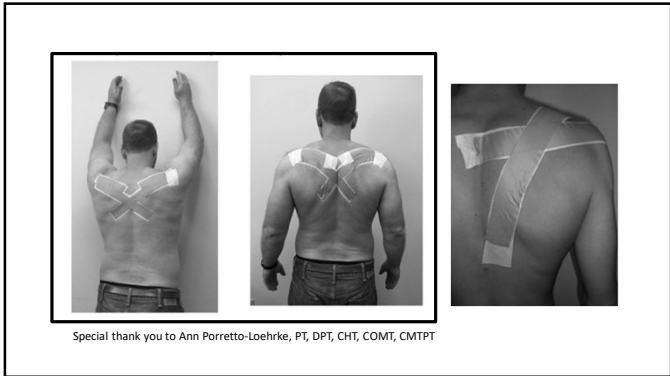 Special thank you to Ann Porretto-Loehrke, PT, DPT, CHT, COMT, CMTPT